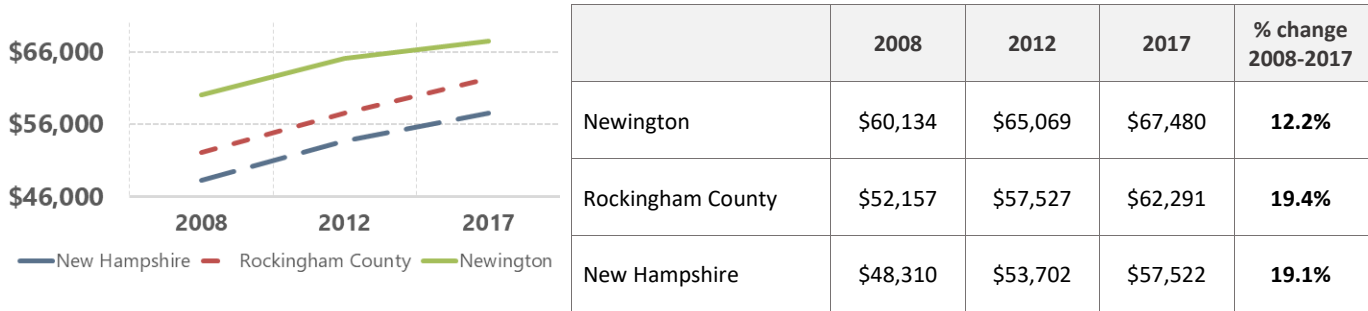 $66,000
$56,000
$46,000
2008 2012 2017
New Hampshire Rockingham County Newington
2008 2012 2017 % change
2008-2017
Newington $60,134 $65,069 $67,480 12.2%
Rockingham County $52,157 $57,527 $62,291 19.4%
New Hampshire $48,310 $53,702 $57,522 19.1%